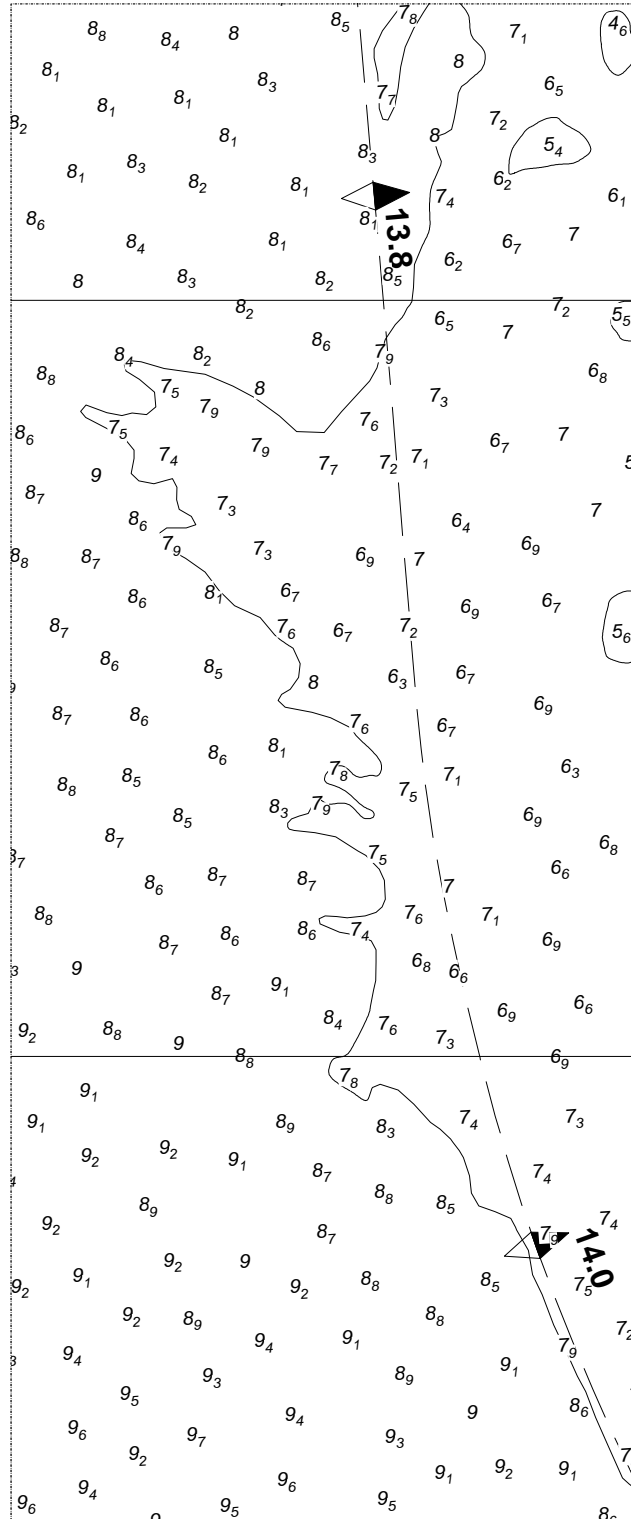 8₅ 7₈ 4₆
8₈ 8₄ 8 7₁
8₁ 8₃ 8 6₅
8₁ 8₁ 7₇ 7₂
8₂ 8₁ 8 5₄
8₁ 8₃ 8₂ 8₁ 8₃ 6₂
8₆ 8₁ 7₄ 6₁
13.8
8₄ 8₁ 6₇ 7
8 8₃ 8₂ 8₅ 6₂
8₂ 8₆ 6₅ 7 7₂ 5₅
8₄ 8₂ 7₉
8₈ 7₅ 8 7₃ 6₈
7₉ 7₆
8₆ 7₅ 7₉ 6₇ 7
9 7₄ 7₇ 7₂ 7₁ 5
8₇ 7₃ 7
8₆ 6₄
8₈ 8₇ 7₉ 7₃ 6₉ 7 6₉
8₆ 8₁ 6₇ 6₉ 6₇
8₇ 7₆ 6₇ 7₂ 5₆
8₆ 8₅ 8 6₃ 6₇
9
8₇ 8₆ 7₆ 6₇ 6₉
8₆ 8₁
8₈ 8₅ 7₈ 7₅ 7₁ 6₃
8₅ 8₃ 7₉ 6₉
8₇ 8₇ 7₅ 6₈
8₆ 8₇ 8₇ 7 6₆
8₈ 7₆ 7₁
8₇ 8₆ 8₆ 7₄ 6₉
3 9 6₈ 6₆
8₇ 9₁ 6₉ 6₆
9₂ 8₈ 9 8₄ 7₆ 7₃
8₈ 6₉
9₁ 7₈
9₁ 8₉ 8₃ 7₄ 7₃
9₂ 9₂ 9₁ 8₇ 7₄
4 8₉ 8₈ 8₅
9₂ 8₇ 7₉ 7₄
14.0
9₂ 9₁ 9₂ 9 9₂ 8₈ 8₅ 7₅
9₂ 8₉ 8₈
9₄ 9₁ 7₂
3 9₄ 9₃ 8₉ 9₁ 7₉
9₅ 9₄ 9 8₆
9₆ 9₇ 9₃
9₂ 7
9₄ 9₆ 9₁ 9₂ 9₁
9₆ 9 9₅ 9₅ 8₆